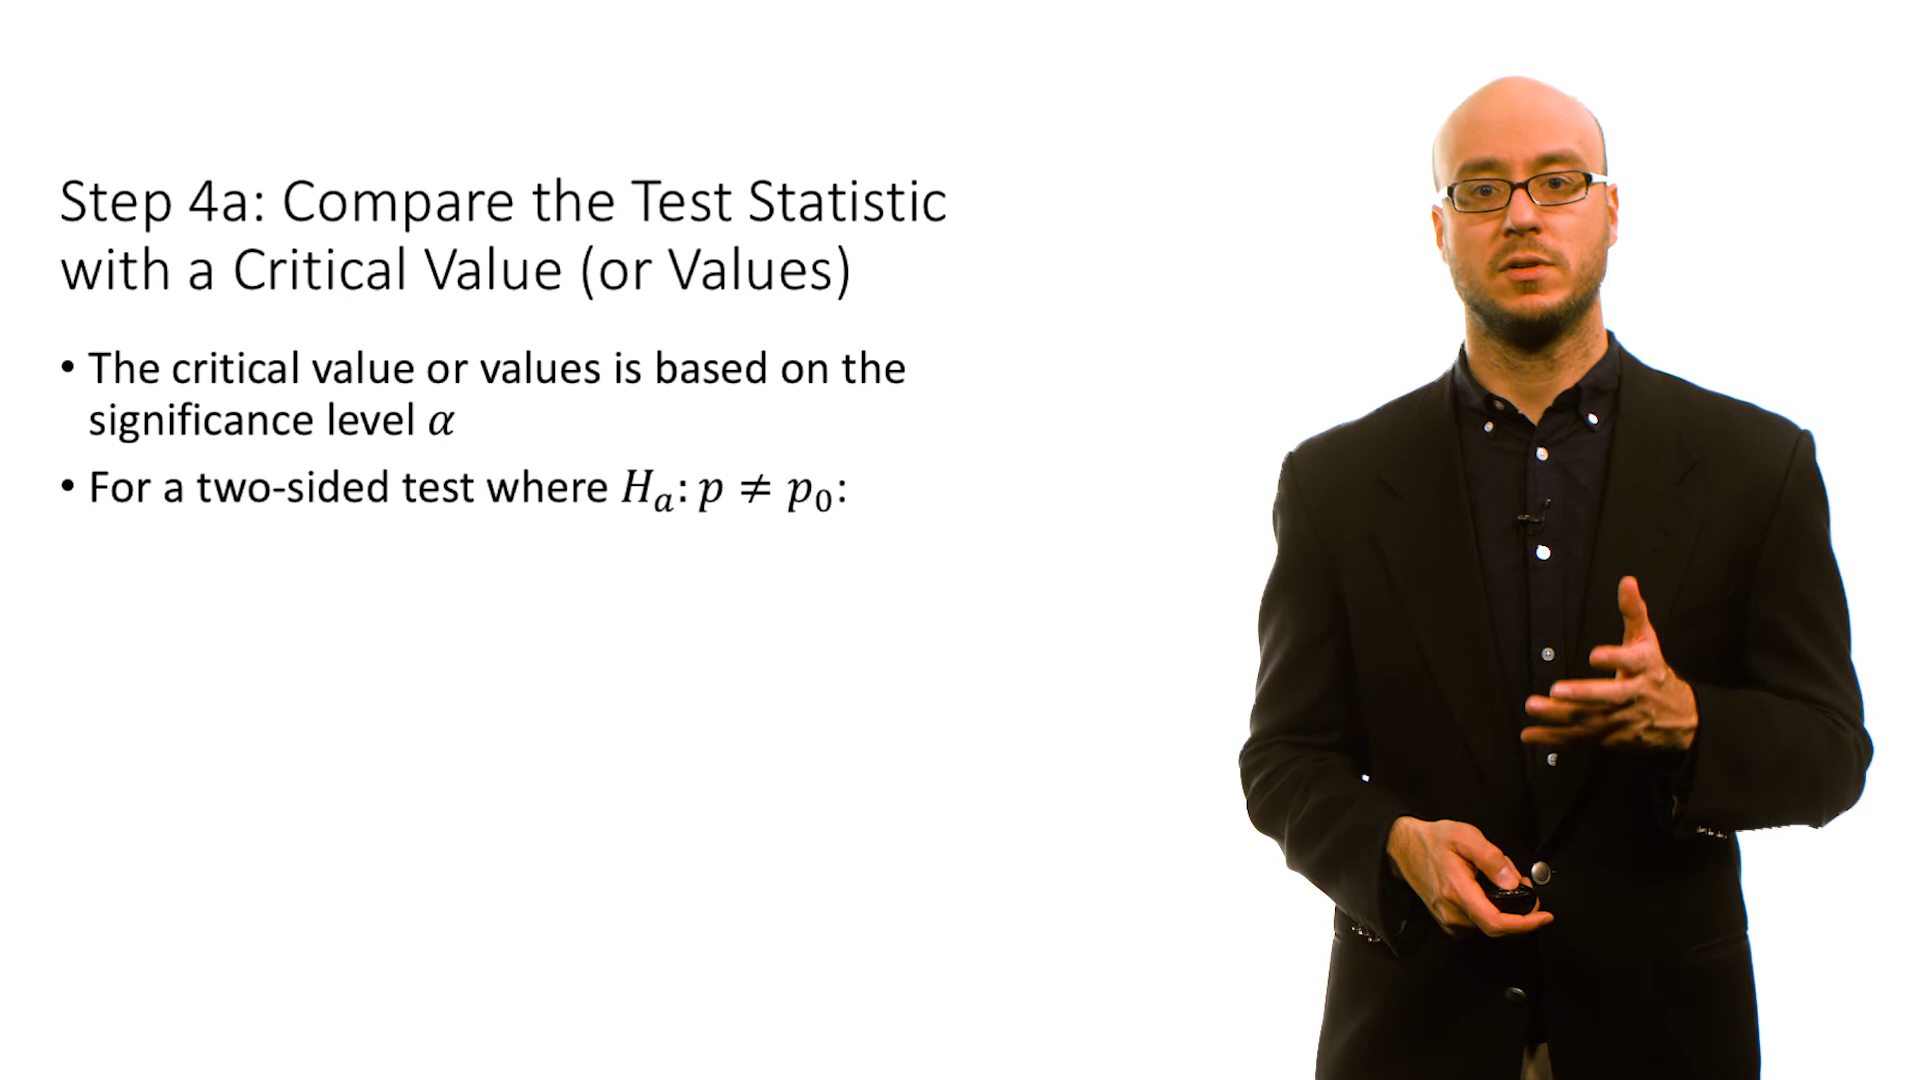 Step 4a: Compare the Test Statistic
with a Critical Value (or Values)
• The critical value or values is based on the
significance level α
• For a two-sided test where Hₐ: p ≠ p₀: